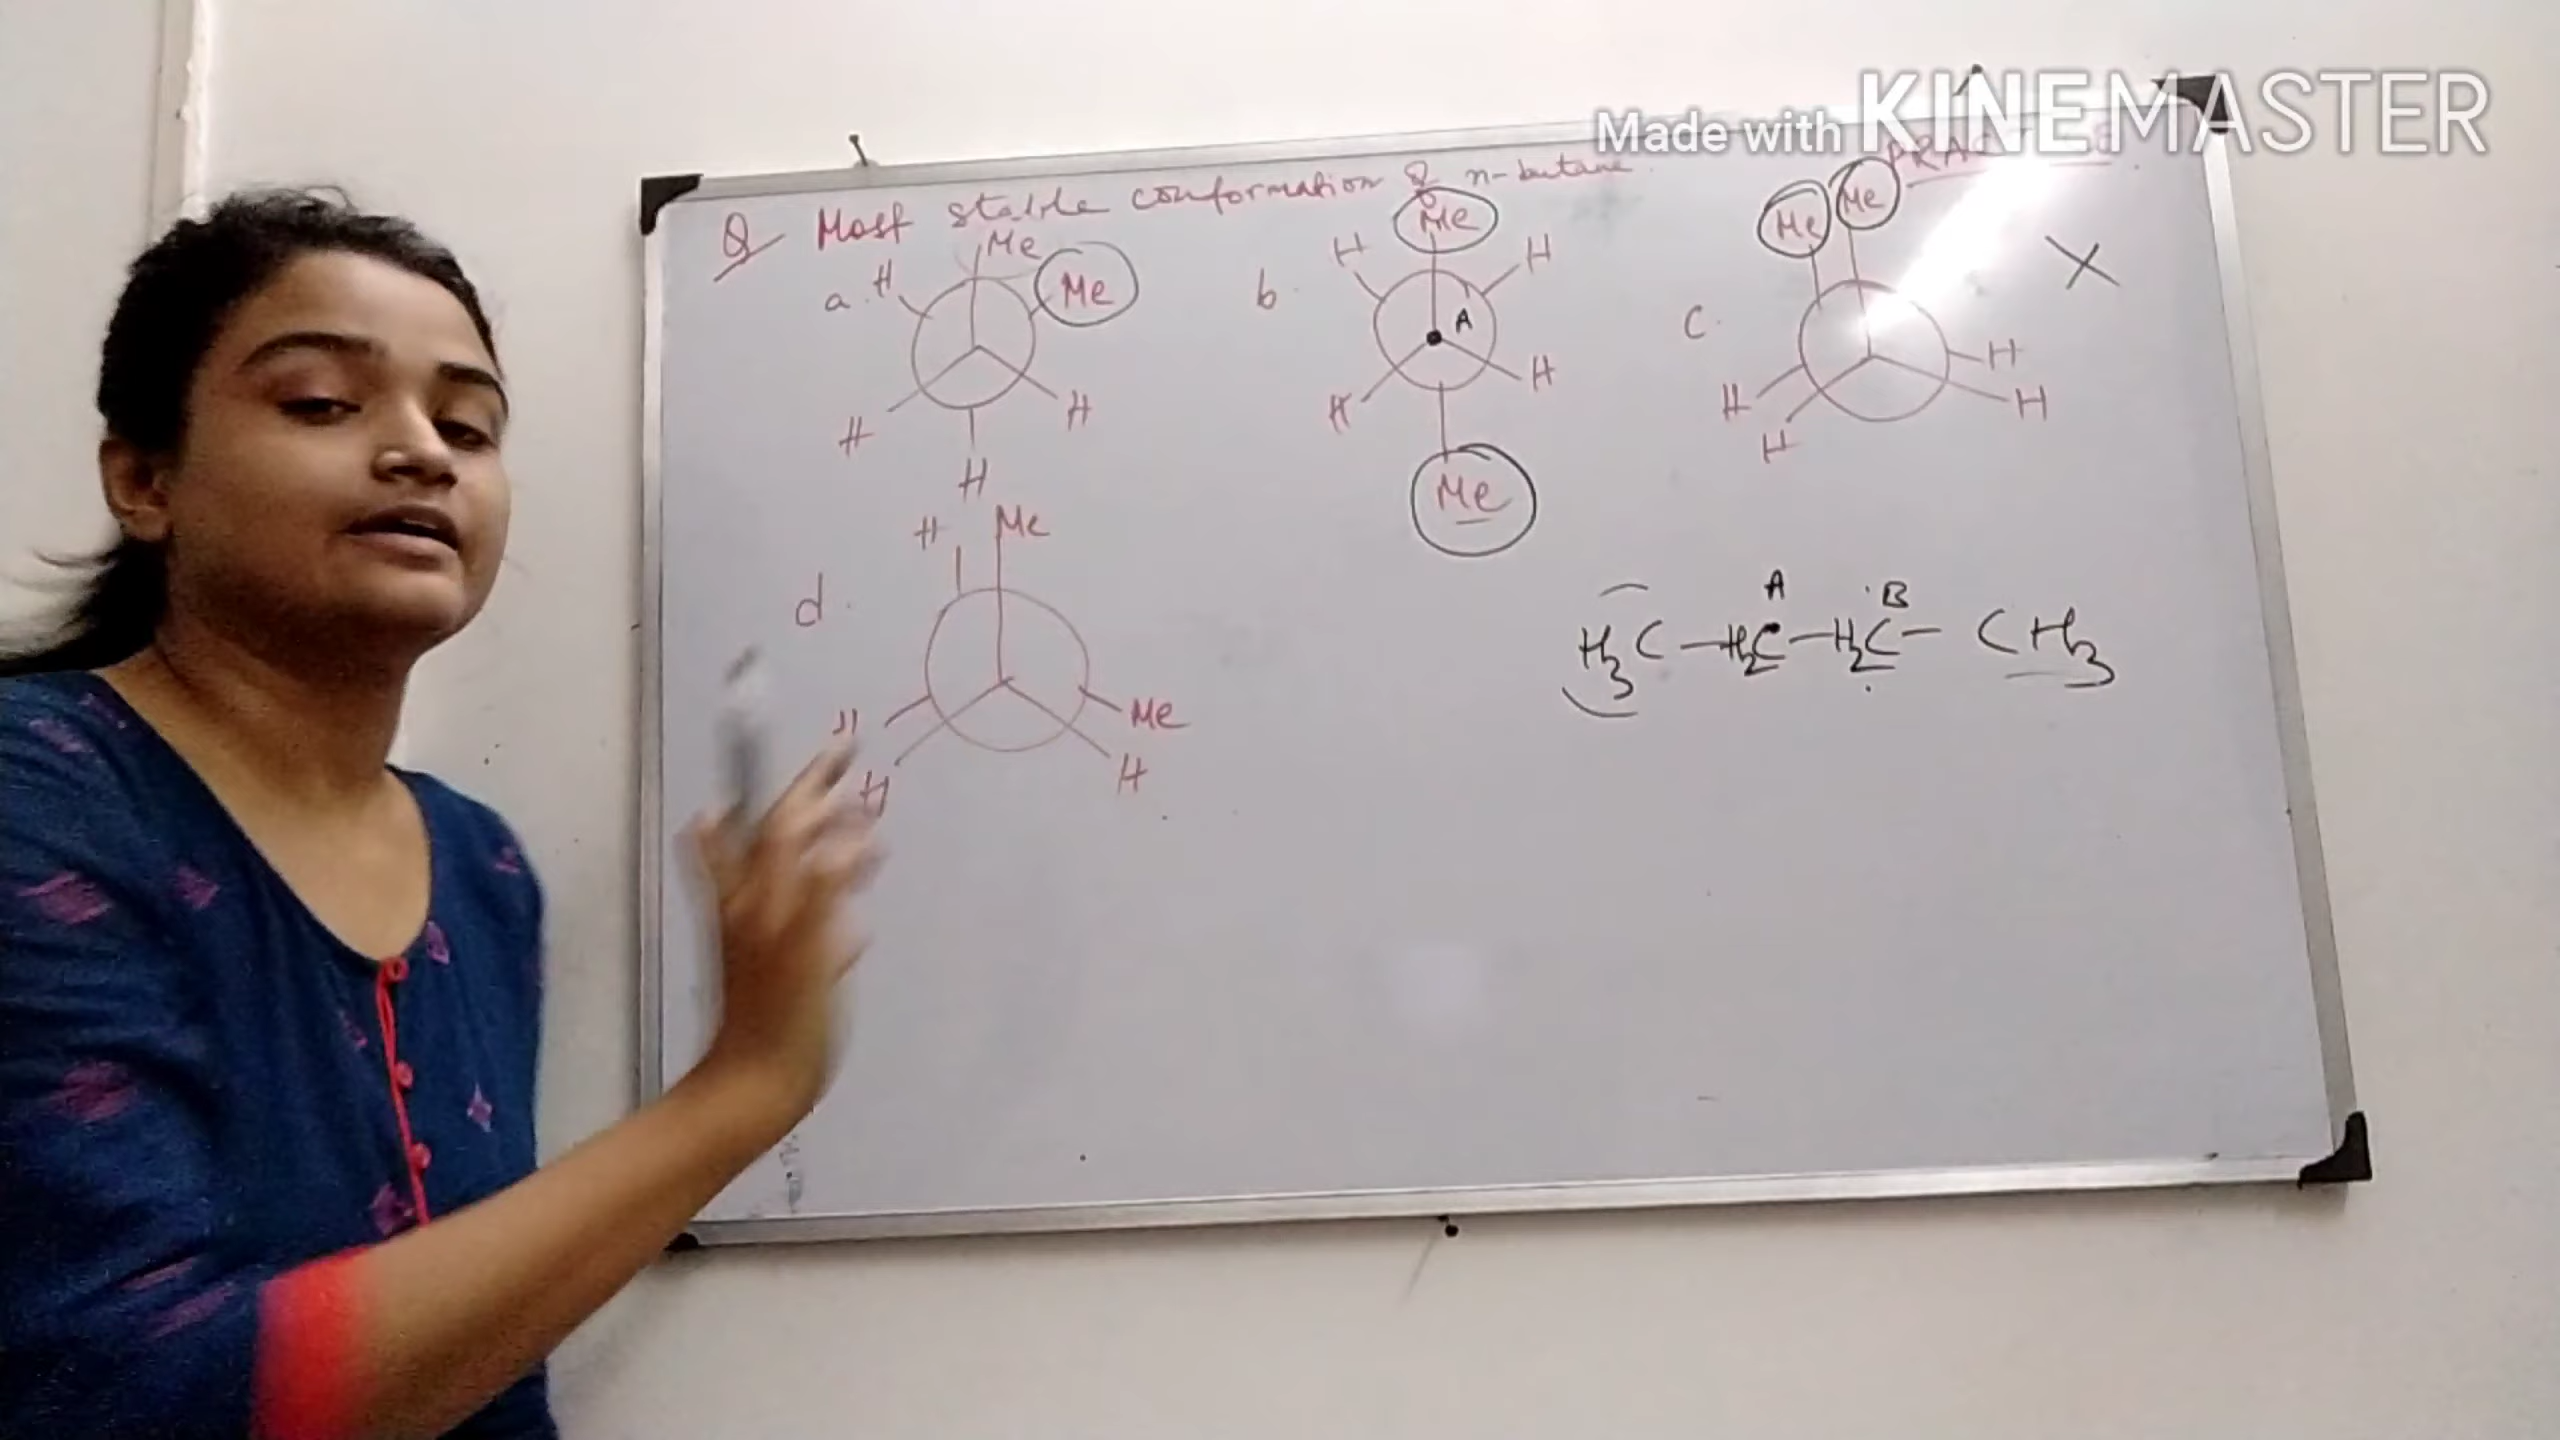 Made with KINEMASTER
Q Most stable conformation of n-butane.
a. H Me Me
H H
H
b. H Me H
A
H H
Me
c. Me Me X
H H
H H
d. H Me
H Me
H H
A B
H3C - H2C - H2C - CH3